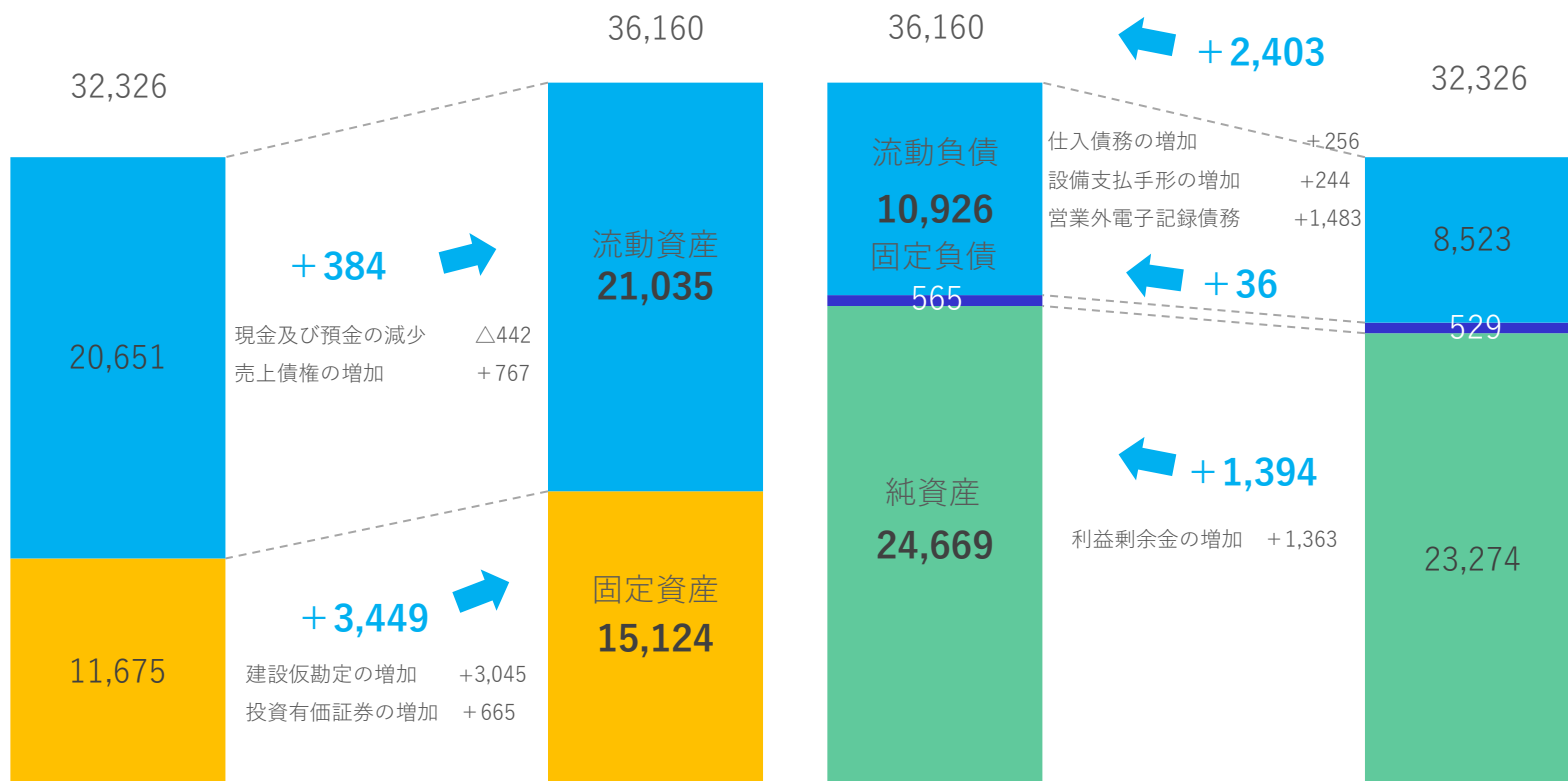 32,326
20,651
11,675
+384
現金及び預金の減少 △442
売上債権の増加 +767
+3,449
建設仮勘定の増加 +3,045
投資有価証券の増加 +665
36,160
流動資産
21,035
固定資産
15,124
36,160
流動負債
10,926
固定負債
565
純資産
24,669
+2,403
仕入債務の増加 +256
設備支払手形の増加 +244
営業外電子記録債務 +1,483
+36
+1,394
利益剰余金の増加 +1,363
32,326
8,523
529
23,274